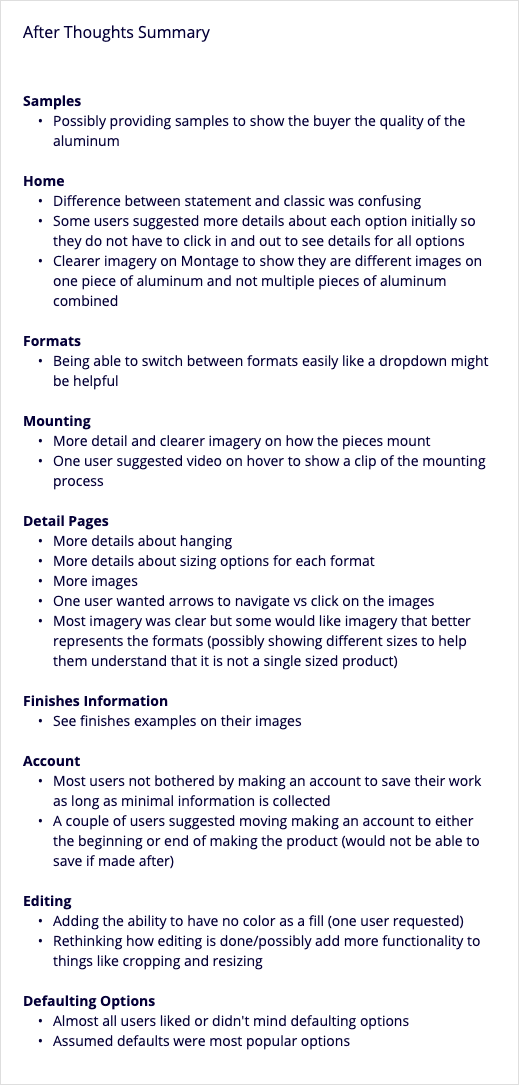 After Thoughts Summary
Samples
• Possibly providing samples to show the buyer the quality of the
aluminum
Home
• Difference between statement and classic was confusing
• Some users suggested more details about each option initially so
they do not have to click in and out to see details for all options
• Clearer imagery on Montage to show they are different images on
one piece of aluminum and not multiple pieces of aluminum
combined
Formats
• Being able to switch between formats easily like a dropdown might
be helpful
Mounting
• More detail and clearer imagery on how the pieces mount
• One user suggested video on hover to show a clip of the mounting
process
Detail Pages
• More details about hanging
• More details about sizing options for each format
• More images
• One user wanted arrows to navigate vs click on the images
• Most imagery was clear but some would like imagery that better
represents the formats (possibly showing different sizes to help
them understand that it is not a single sized product)
Finishes Information
• See finishes examples on their images
Account
• Most users not bothered by making an account to save their work
as long as minimal information is collected
• A couple of users suggested moving making an account to either
the beginning or end of making the product (would not be able to
save if made after)
Editing
• Adding the ability to have no color as a fill (one user requested)
• Rethinking how editing is done/possibly add more functionality to
things like cropping and resizing
Defaulting Options
• Almost all users liked or didn't mind defaulting options
• Assumed defaults were most popular options